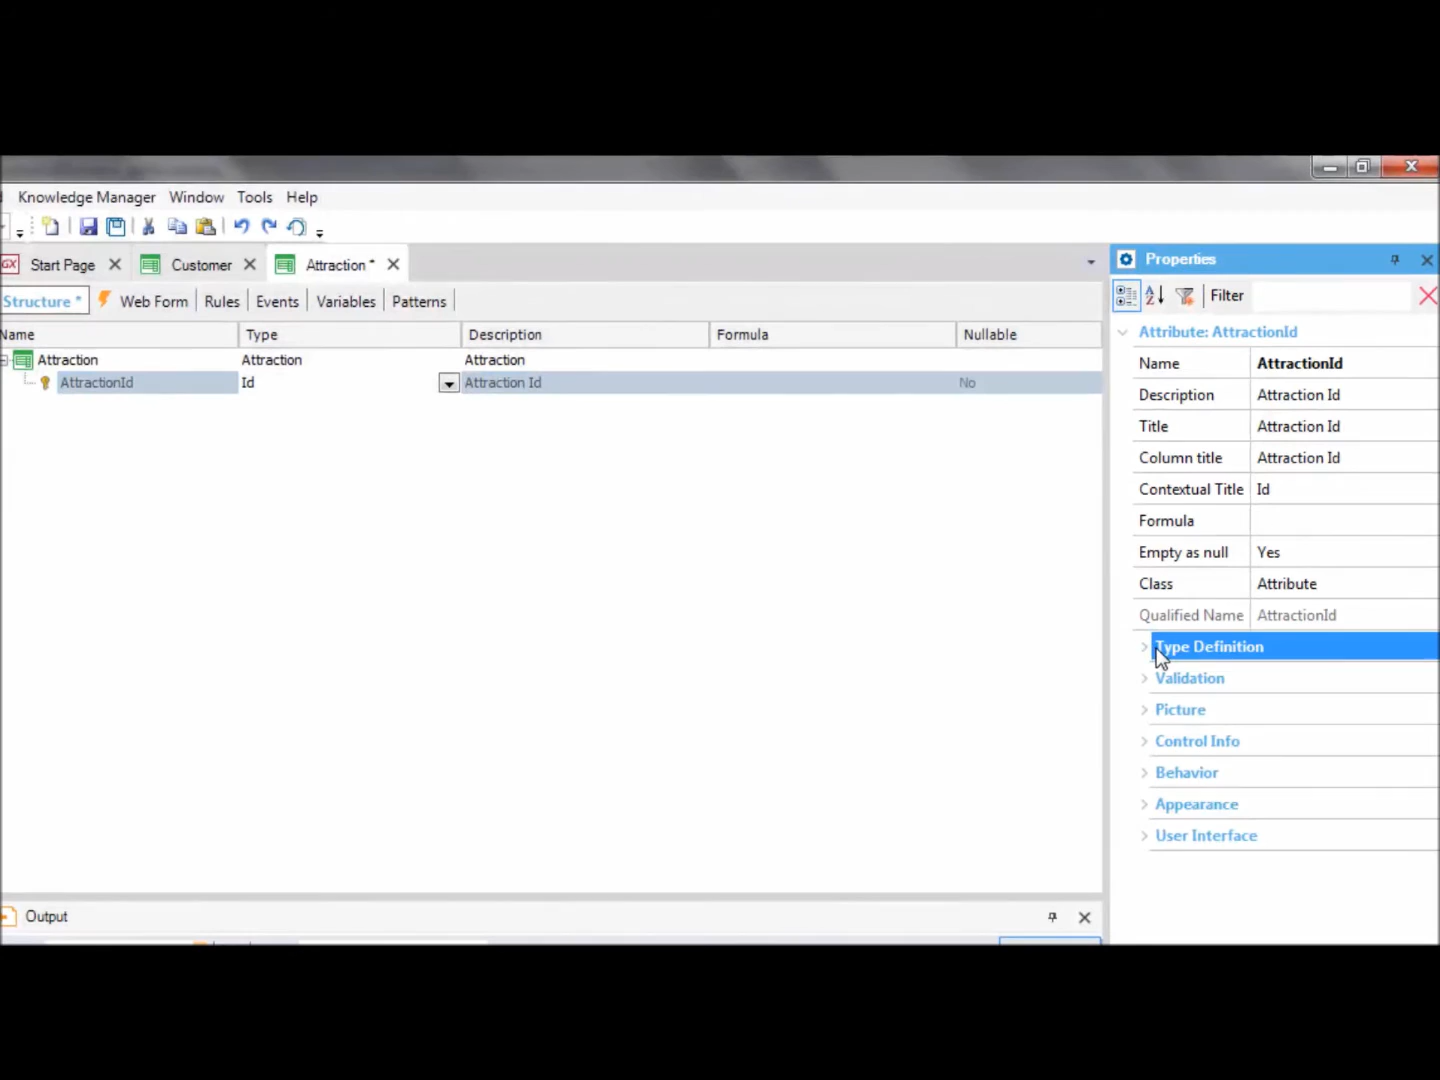 Knowledge Manager Window Tools Help
GX Start Page Customer Attraction *
Structure * Web Form Rules Events Variables Patterns
Name Type Description Formula Nullable
Attraction Attraction Attraction
AttractionId Id Attraction Id No
Output
Properties
Filter
Attribute: AttractionId
Name AttractionId
Description Attraction Id
Title Attraction Id
Column title Attraction Id
Contextual Title Id
Formula
Empty as null Yes
Class Attribute
Qualified Name AttractionId
Type Definition
Validation
Picture
Control Info
Behavior
Appearance
User Interface